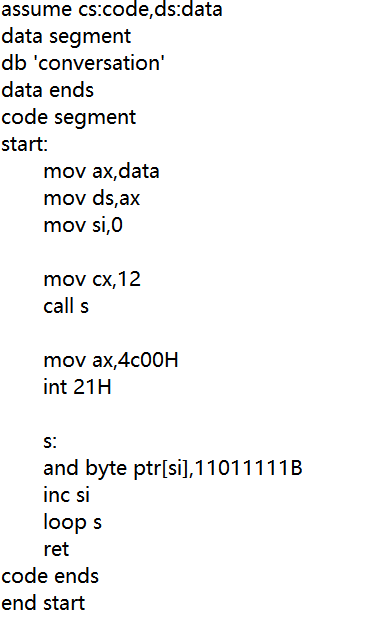 assume cs:code,ds:data
data segment
db 'conversation'
data ends
code segment
start:
mov ax,data
mov ds,ax
mov si,0
mov cx,12
call s
mov ax,4c00H
int 21H
s:
and byte ptr[si],11011111B
inc si
loop s
ret
code ends
end start